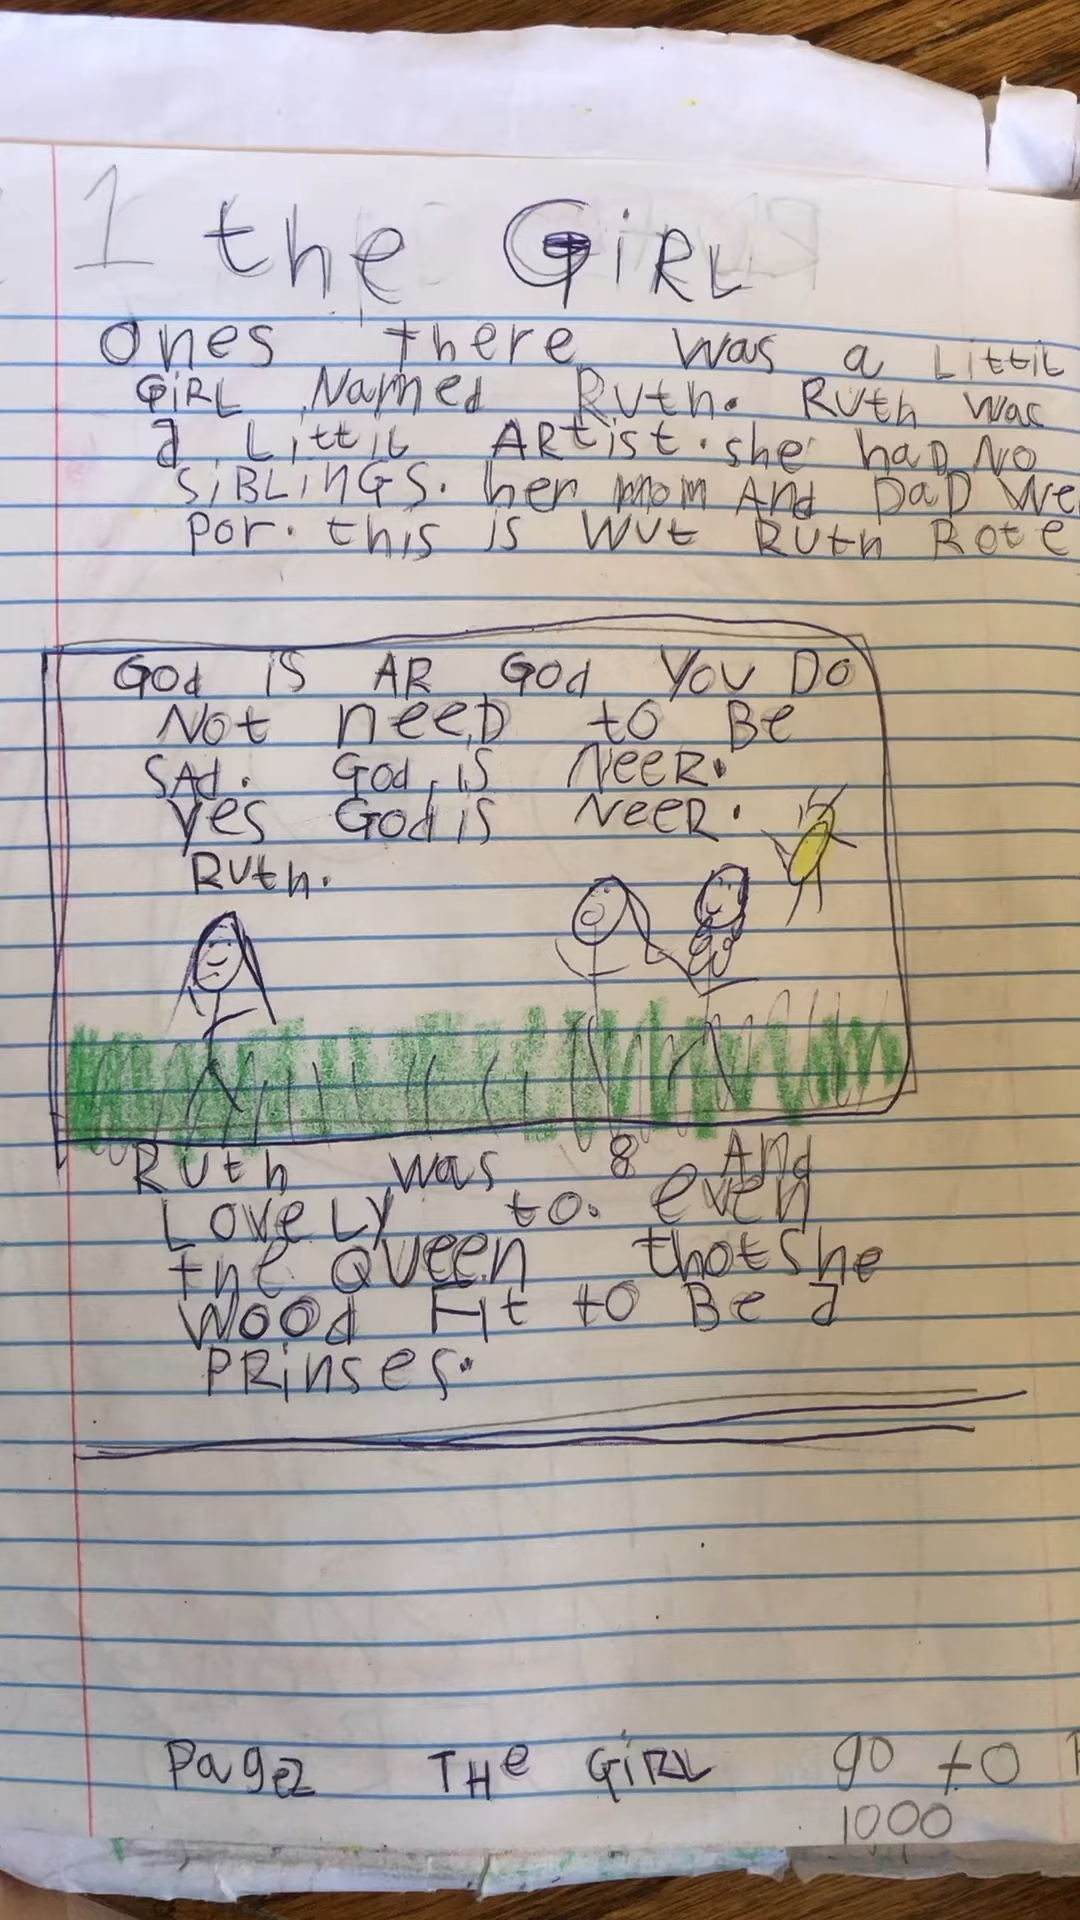 1 the GiRL
Ones there was a Littil
GiRL Named Ruth. Ruth was
a Littil ARtist. she had No
SiBLiNGS. her mom And DaD We
Por. this is Wut Ruth Rote
God iS AR God You Do
Not neeD to Be
SAd. God is NeeR.
Yes God is NeeR.
Ruth.
Ruth was 8 And
LoveLy to. even
the Queen thot She
Wood Fit to Be a
PRinses.
Page2 THe GiRL go to
1000